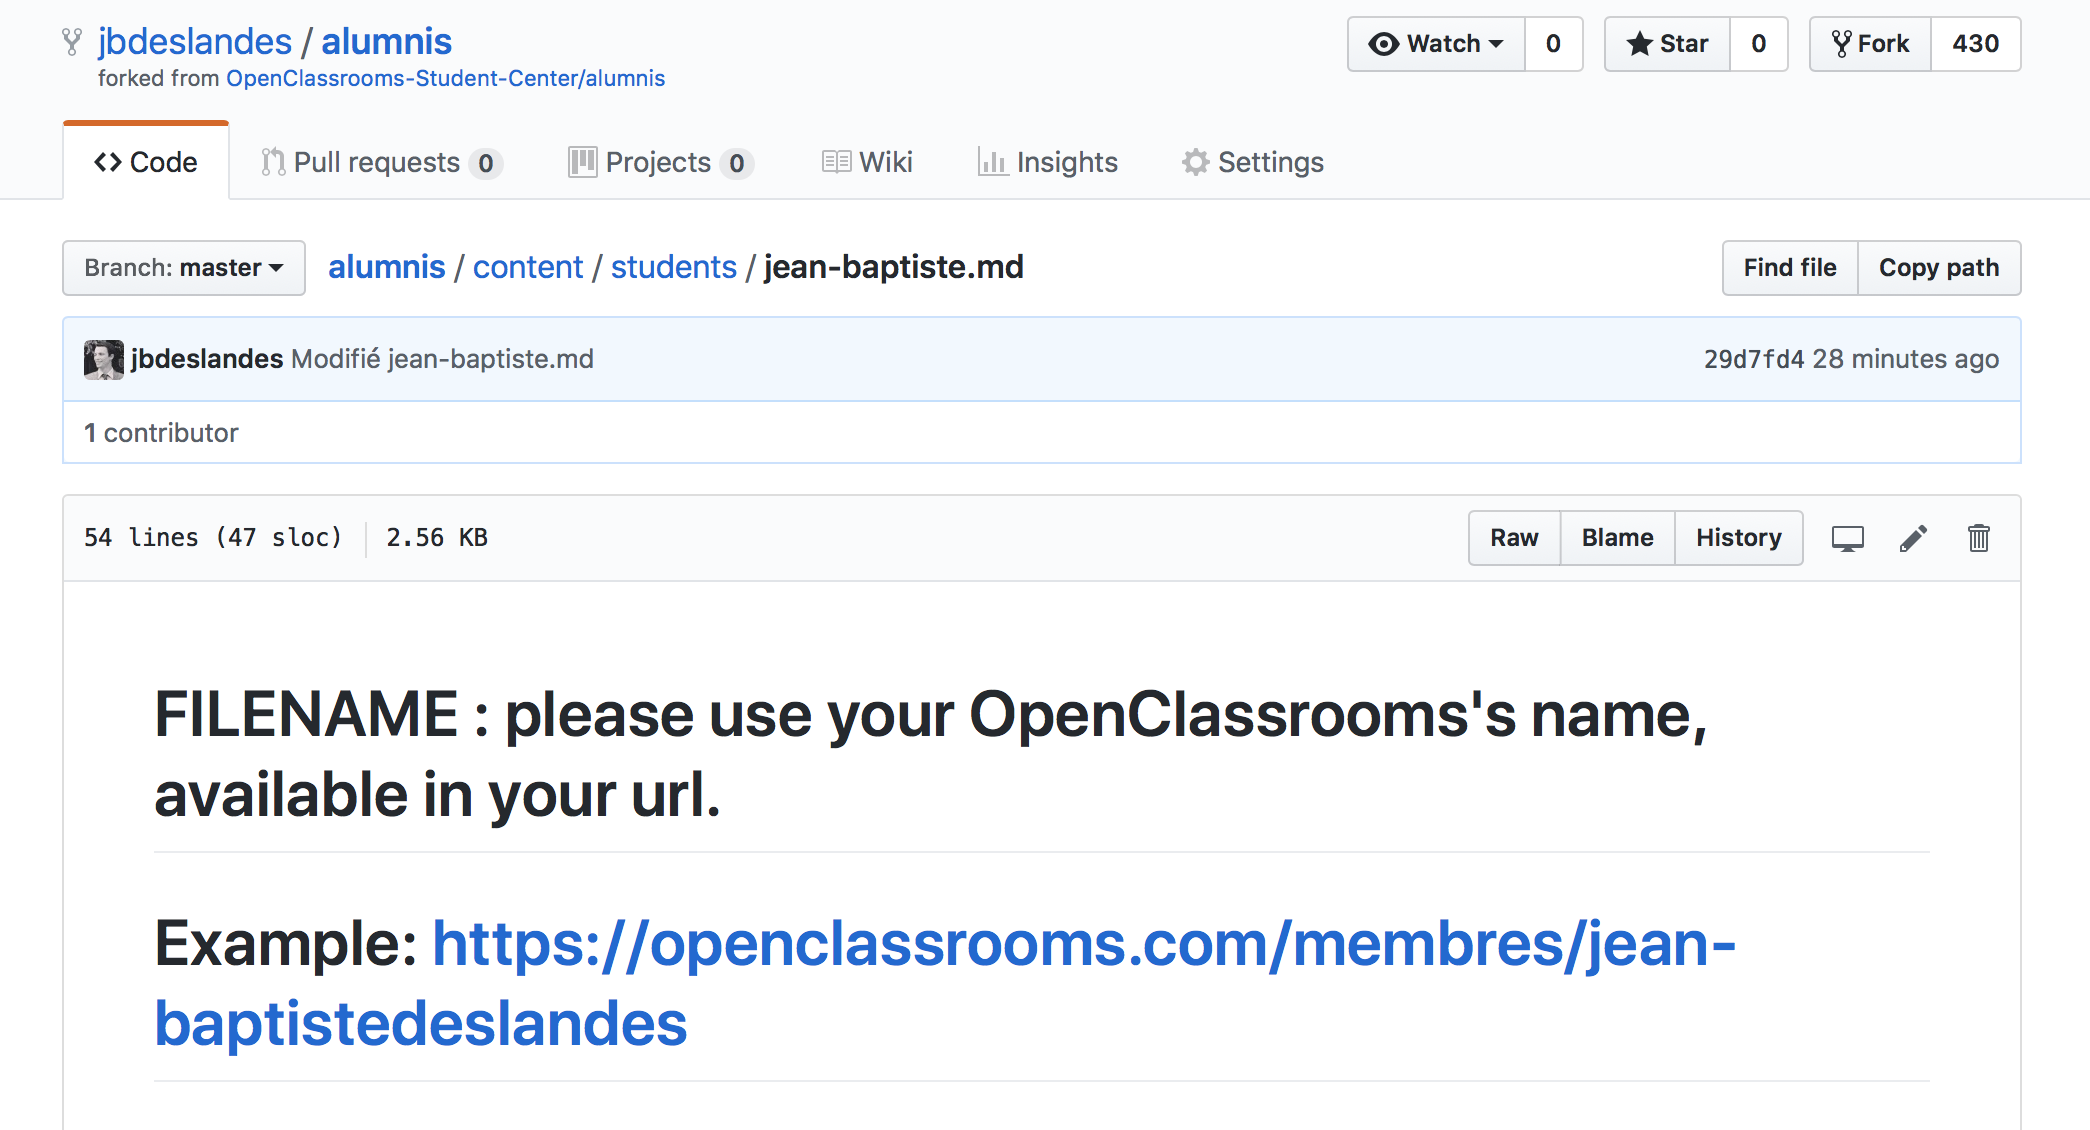 jbdeslandes / alumnis
Watch 0 Star 0 Fork 430
forked from OpenClassrooms-Student-Center/alumnis
Code Pull requests 0 Projects 0 Wiki Insights Settings
Branch: master alumnis / content / students / jean-baptiste.md Find file Copy path
jbdeslandes Modifié jean-baptiste.md 29d7fd4 28 minutes ago
1 contributor
54 lines (47 sloc) 2.56 KB Raw Blame History
FILENAME : please use your OpenClassrooms's name,
available in your url.
Example: https://openclassrooms.com/membres/jean-
baptistedeslandes